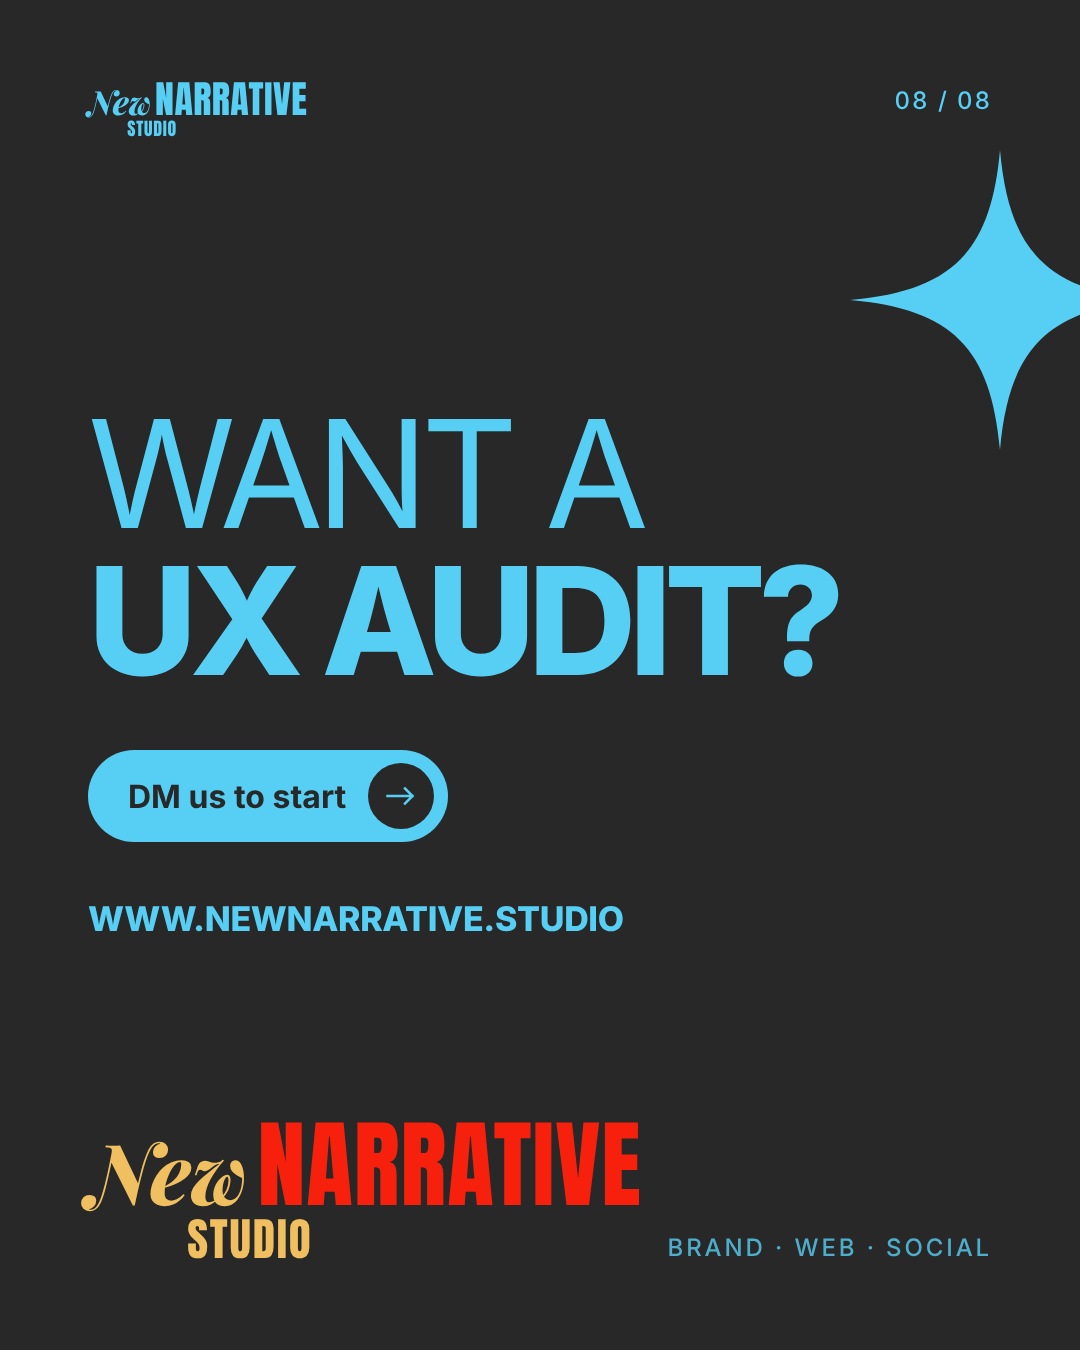 New NARRATIVE
STUDIO
08 / 08
WANT A
UX AUDIT?
DM us to start →
WWW.NEWNARRATIVE.STUDIO
New NARRATIVE
STUDIO
BRAND · WEB · SOCIAL